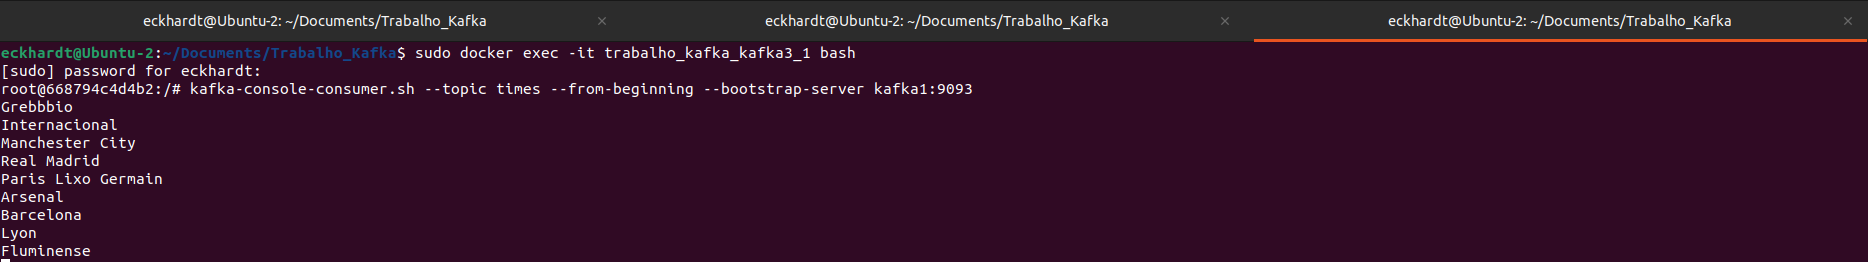 eckhardt@Ubuntu-2: ~/Documents/Trabalho_Kafka × eckhardt@Ubuntu-2: ~/Documents/Trabalho_Kafka × eckhardt@Ubuntu-2: ~/Documents/Trabalho_Kafka ×
eckhardt@Ubuntu-2:~/Documents/Trabalho_Kafka$ sudo docker exec -it trabalho_kafka_kafka3_1 bash
[sudo] password for eckhardt:
root@668794c4d4b2:/# kafka-console-consumer.sh --topic times --from-beginning --bootstrap-server kafka1:9093
Grebbbio
Internacional
Manchester City
Real Madrid
Paris Lixo Germain
Arsenal
Barcelona
Lyon
Fluminense